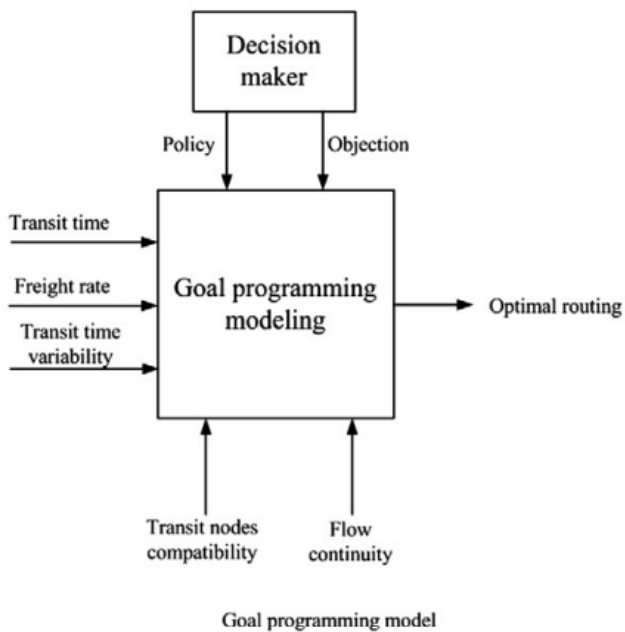 Decision
maker
Policy
Objection
Transit time
Freight rate
Transit time
variability
Goal programming
modeling
Optimal routing
Transit nodes
compatibility
Flow
continuity
Goal programming model